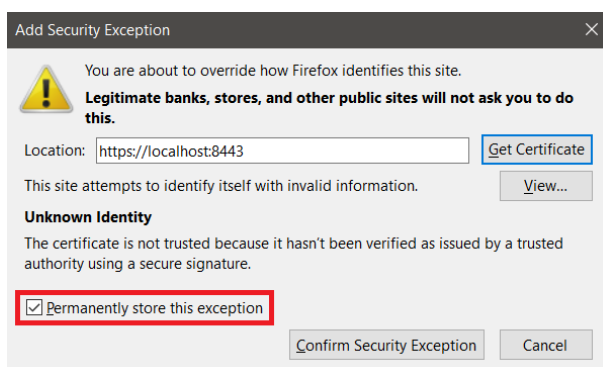 Add Security Exception
You are about to override how Firefox identifies this site.
Legitimate banks, stores, and other public sites will not ask you to do
this.
Location: https://localhost:8443 Get Certificate
This site attempts to identify itself with invalid information. View...
Unknown Identity
The certificate is not trusted because it hasn't been verified as issued by a trusted
authority using a secure signature.
Permanently store this exception
Confirm Security Exception Cancel